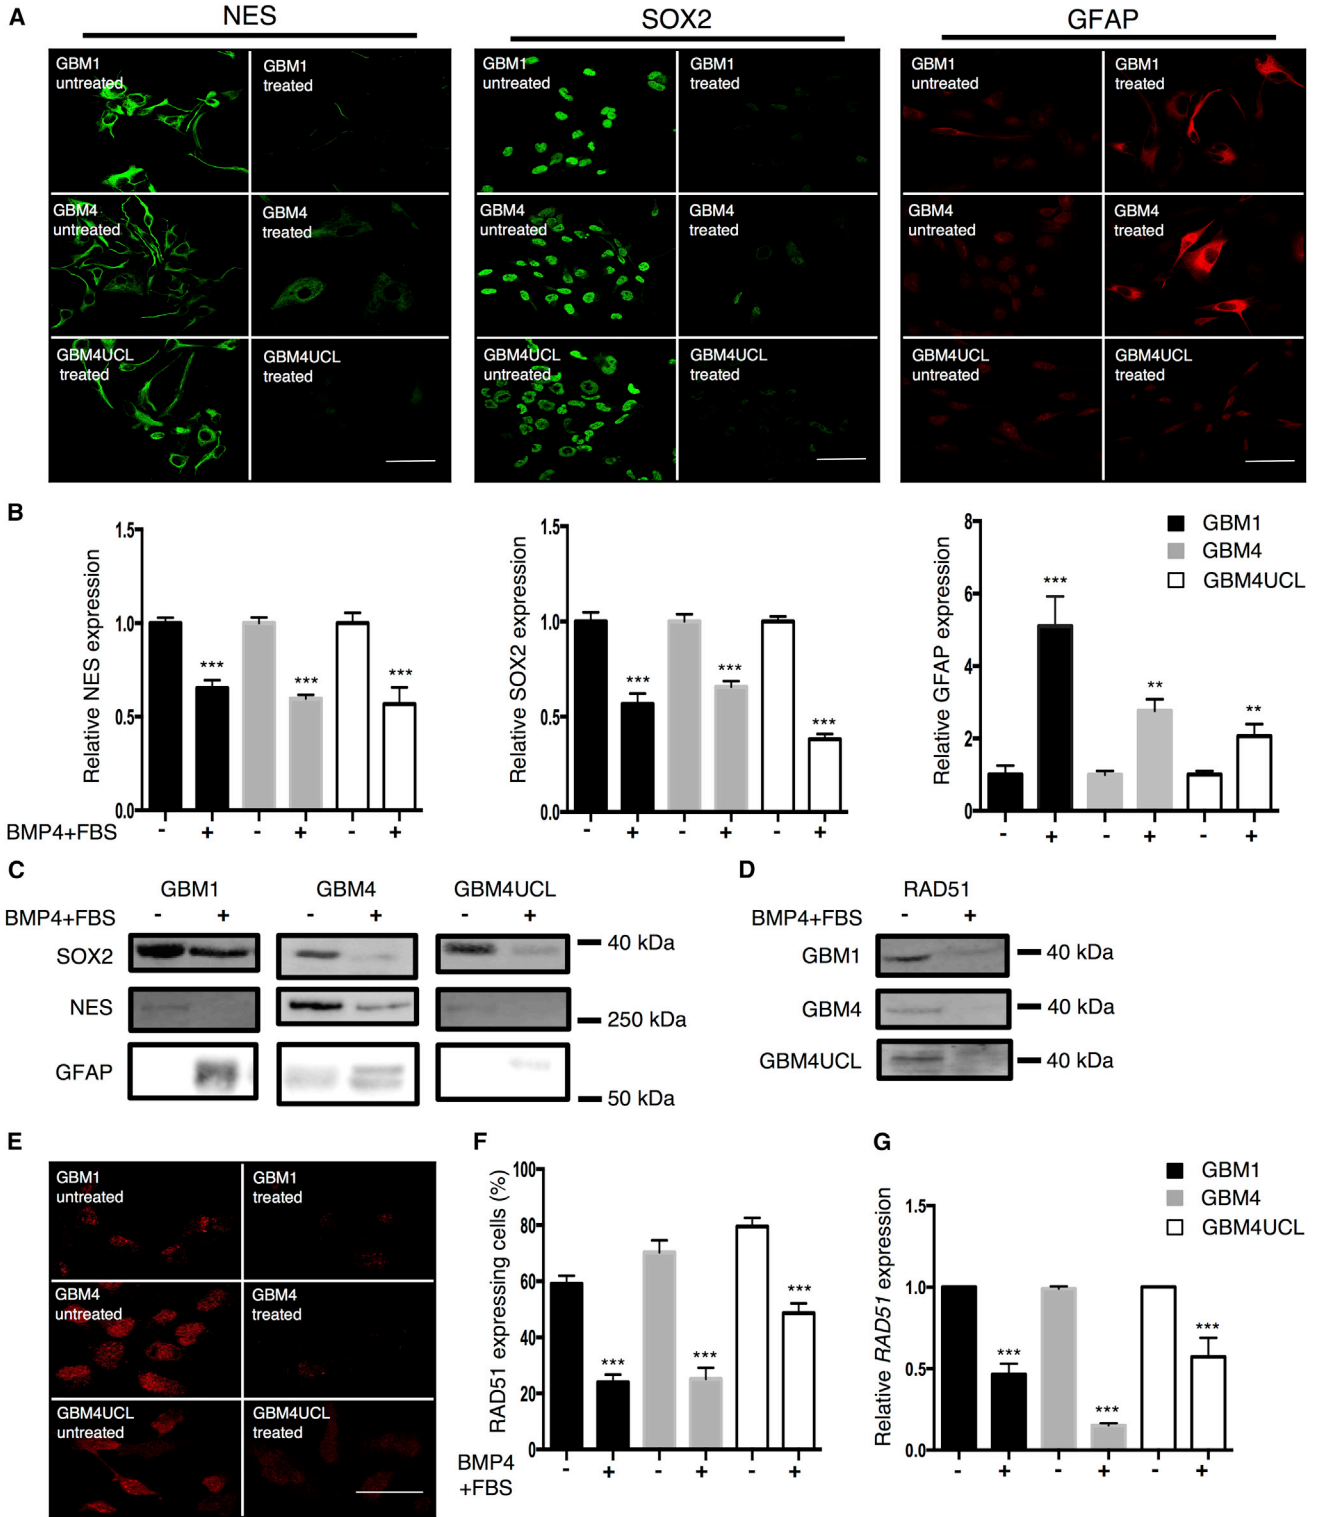 A
NES
SOX2
GFAP
GBM1
untreated
GBM1
treated
GBM1
untreated
GBM1
treated
GBM1
untreated
GBM1
treated
GBM4
untreated
GBM4
treated
GBM4
untreated
GBM4
treated
GBM4
untreated
GBM4
treated
GBM4UCL
treated
GBM4UCL
treated
GBM4UCL
untreated
GBM4UCL
treated
GBM4UCL
untreated
GBM4UCL
treated
B
Relative NES expression
1.5
1.0
0.5
0.0
***
***
***
BMP4+FBS
- + - + - +
Relative SOX2 expression
1.5
1.0
0.5
0.0
***
***
***
- + - + - +
Relative GFAP expression
8
6
4
2
0
***
**
**
- + - + - +
GBM1
GBM4
GBM4UCL
C
GBM1
GBM4
GBM4UCL
BMP4+FBS
- + - + - +
SOX2
40 kDa
NES
250 kDa
GFAP
50 kDa
D
RAD51
BMP4+FBS
- +
GBM1
40 kDa
GBM4
40 kDa
GBM4UCL
40 kDa
E
GBM1
untreated
GBM1
treated
GBM4
untreated
GBM4
treated
GBM4UCL
untreated
GBM4UCL
treated
F
RAD51 expressing cells (%)
100
80
60
40
20
0
***
***
***
BMP4
+FBS
- + - + - +
G
Relative RAD51 expression
1.5
1.0
0.5
0.0
***
***
***
- + - + - +
GBM1
GBM4
GBM4UCL